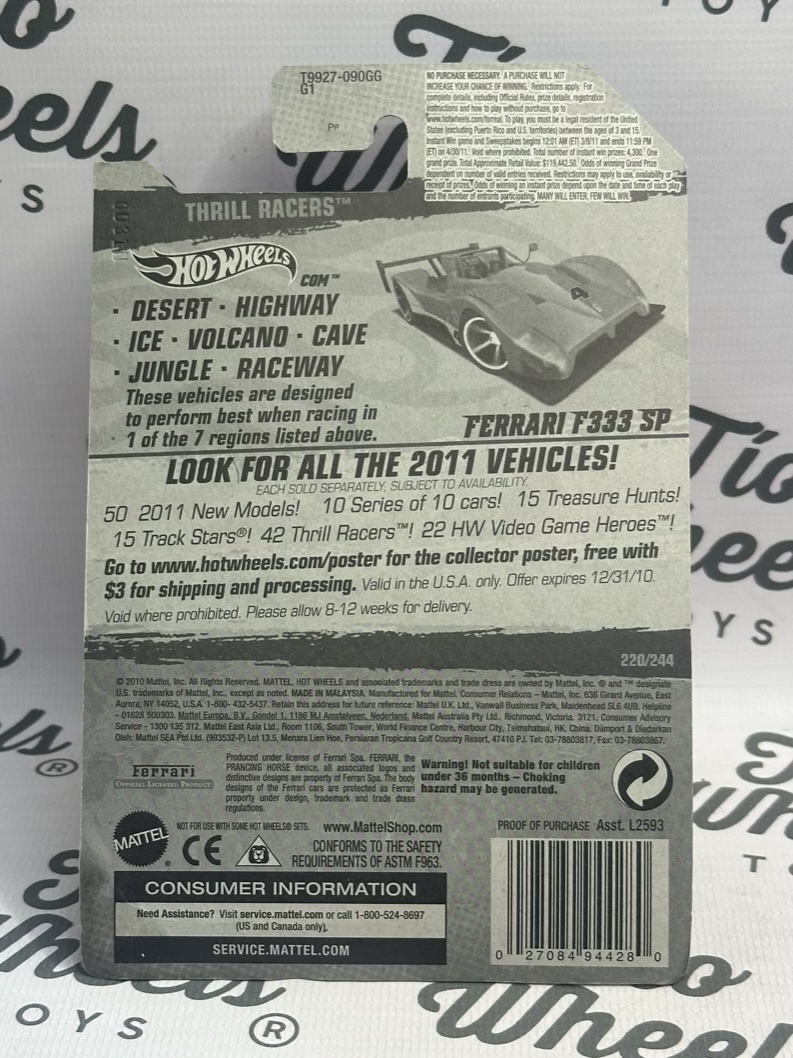 T9927-090GG
G1
PF
NO PURCHASE NECESSARY. A PURCHASE WILL NOT
INCREASE YOUR CHANCE OF WINNING. Restrictions apply. For
complete details, including Official Rules, prize details, registration
instructions and how to play without purchase, go to
www.hotwheels.com/formal. To play, you must be a legal resident of the United
States (excluding Puerto Rico and U.S. territories) between the ages of 3 and 15.
Instant Win game and Sweepstakes begins 12:01 AM (ET) 3/8/11 and ends 11:59 PM
(ET) on 4/30/11. Void where prohibited. Total number of instant win prizes: 4,300. One
grand prize. Total Approximate Retail Value: $119,442.50. Odds of winning Grand Prize
dependent on number of valid entries received. Restrictions may apply to use, availability or
receipt of prizes. Odds of winning an instant prize depend upon the date and time of each play
and the number of entrants participating. MANY WILL ENTER, FEW WILL WIN.
THRILL RACERS™
HOT WHEELS
COM™
· DESERT · HIGHWAY
· ICE · VOLCANO · CAVE
· JUNGLE · RACEWAY
These vehicles are designed
to perform best when racing in
· 1 of the 7 regions listed above.
4
FERRARI F333 SP
LOOK FOR ALL THE 2011 VEHICLES!
EACH SOLD SEPARATELY, SUBJECT TO AVAILABILITY.
50 2011 New Models! 10 Series of 10 cars! 15 Treasure Hunts!
15 Track Stars®! 42 Thrill Racers™! 22 HW Video Game Heroes™!
Go to www.hotwheels.com/poster for the collector poster, free with
$3 for shipping and processing. Valid in the U.S.A. only. Offer expires 12/31/10.
Void where prohibited. Please allow 8-12 weeks for delivery.
220/244
© 2010 Mattel, Inc. All Rights Reserved. MATTEL, HOT WHEELS and associated trademarks and trade dress are owned by Mattel, Inc. ® and ™ designate
U.S. trademarks of Mattel, Inc., except as noted. MADE IN MALAYSIA. Manufactured for Mattel. Consumer Relations – Mattel, Inc. 636 Girard Avenue, East
Aurora, NY 14052, U.S.A. 1-800- 432-5437. Retain this address for future reference: Mattel U.K. Ltd., Vanwall Business Park, Maidenhead SL6 4UB. Helpline
- 01628 500303. Mattel Europa, B.V., Gondel 1, 1186 MJ Amstelveen, Nederland. Mattel Australia Pty Ltd., Richmond, Victoria. 3121. Consumer Advisory
Service - 1300 135 312. Mattel East Asia Ltd., Room 1106, South Tower, World Finance Centre, Harbour City, Tsimshatsui, HK, China. Diimport & Diedarkan
Oleh: Mattel SEA Ptd Ltd. (993532-P) Lot 13.5, Menara Lien Hoe, Persiaran Tropicana Golf Country Resort, 47410 PJ. Tel: 03-78803817, Fax: 03-78803867.
Ferrari
OFFICIAL LICENSED PRODUCT
Produced under license of Ferrari Spa. FERRARI, the
PRANCING HORSE device, all associated logos and
distinctive designs are property of Ferrari Spa. The body
designs of the Ferrari cars are protected as Ferrari
property under design, trademark and trade dress
regulations.
Warning! Not suitable for children
under 36 months – Choking
hazard may be generated.
MATTEL
®
NOT FOR USE WITH SOME HOT WHEELS® SETS.
www.MattelShop.com
CE
CONFORMS TO THE SAFETY
REQUIREMENTS OF ASTM F963.
PROOF OF PURCHASE Asst. L2593
CONSUMER INFORMATION
Need Assistance? Visit service.mattel.com or call 1-800-524-8697
(US and Canada only).
SERVICE.MATTEL.COM
0 27084 94428 0